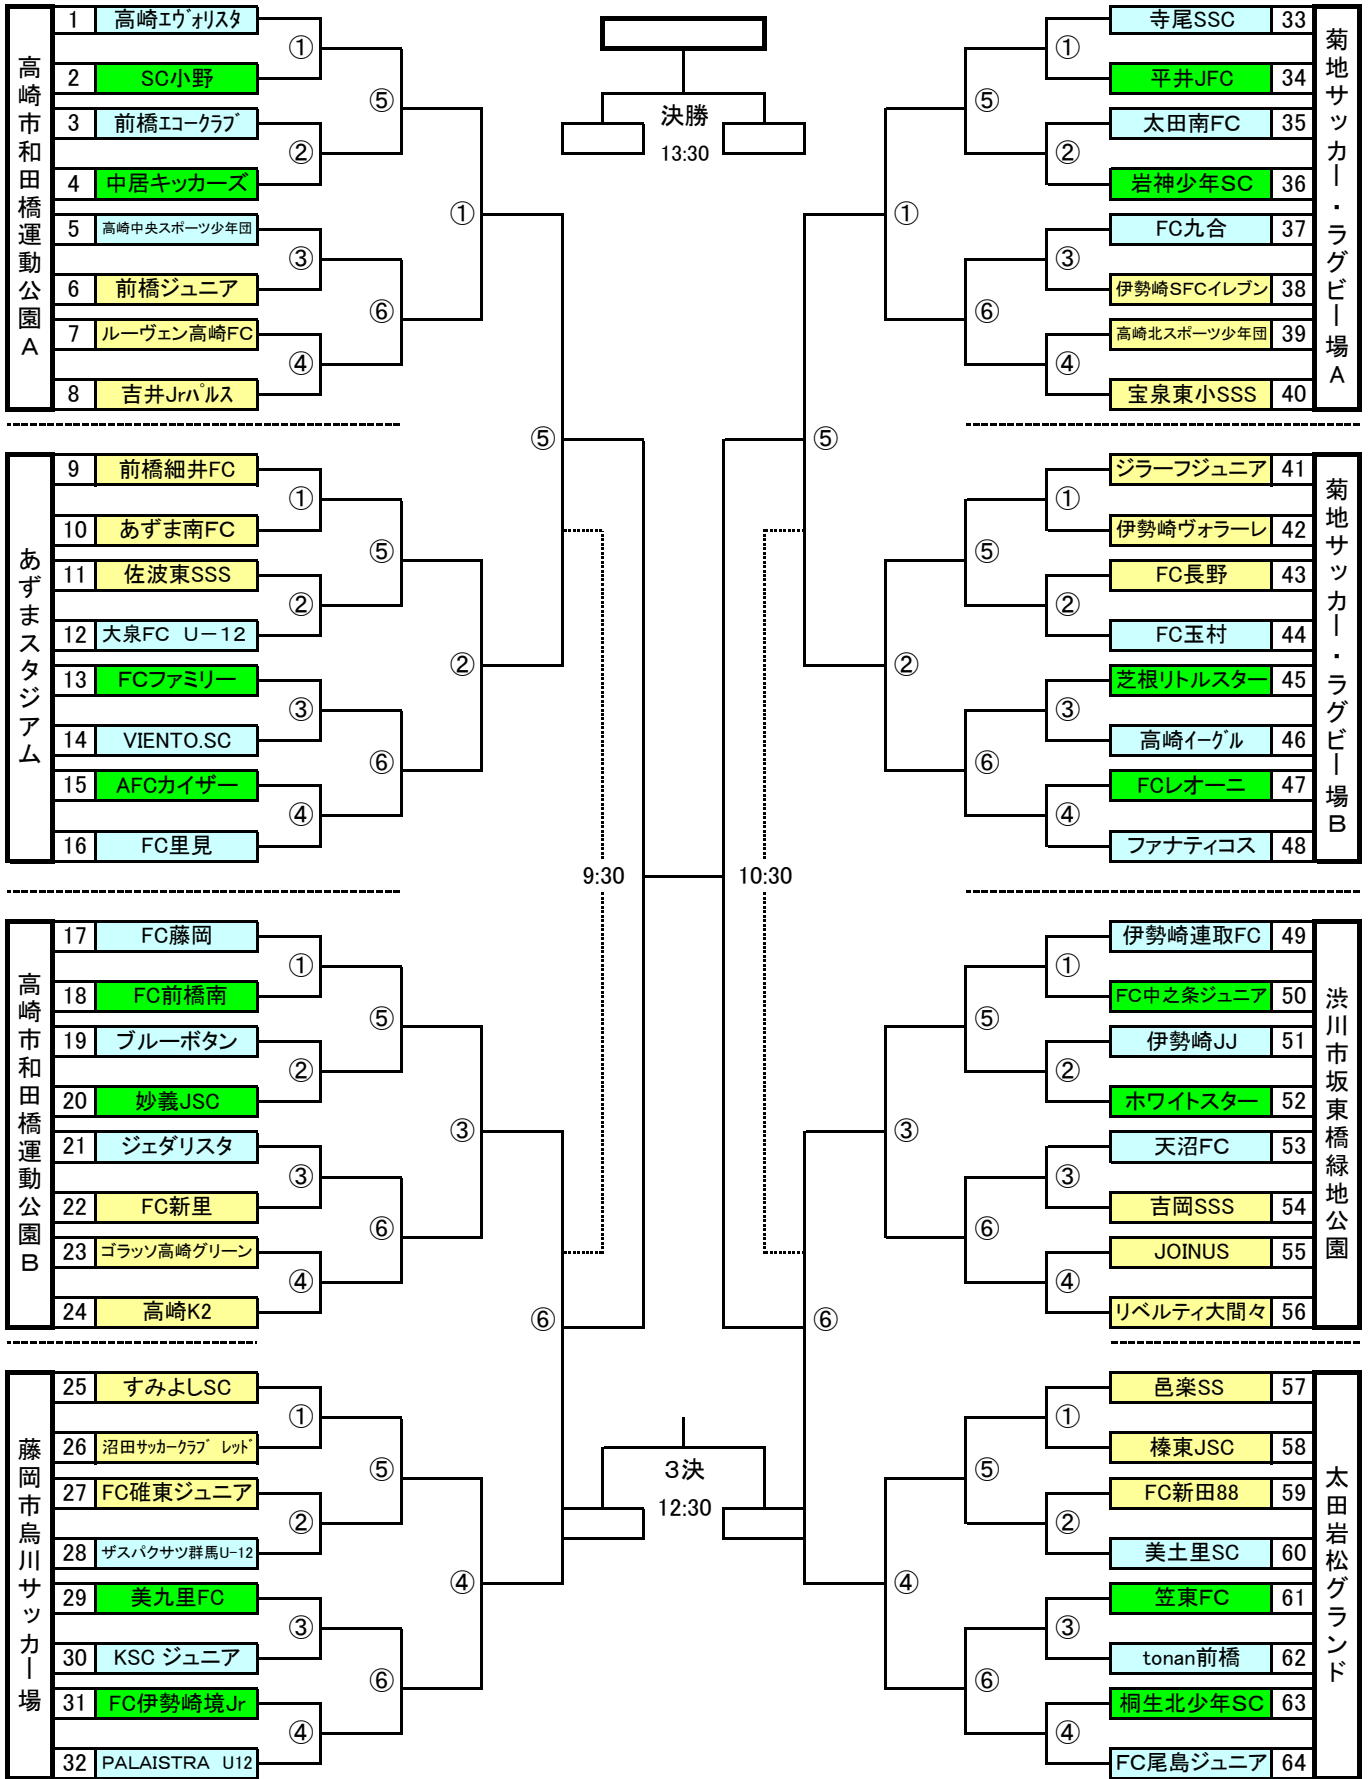 高崎市和田橋運動公園A
1 高崎エヴォリスタ
①
2 SC小野
⑤
3 前橋エコークラブ
②
4 中居キッカーズ
①
5 高崎中央スポーツ少年団
③
6 前橋ジュニア
⑥
7 ルーヴェン高崎FC
④
8 吉井Jrパルス
⑤
あずまスタジアム
9 前橋細井FC
①
10 あずま南FC
⑤
11 佐波東SSS
②
12 大泉FC U－12
②
13 FCファミリー
③
14 VIENTO.SC
⑥
15 AFCカイザー
④
16 FC里見
高崎市和田橋運動公園B
17 FC藤岡
①
18 FC前橋南
⑤
19 ブルーボタン
②
20 妙義JSC
③
21 ジェダリスタ
③
22 FC新里
⑥
23 ゴラッソ高崎グリーン
④
24 高崎K2
⑥
藤岡市烏川サッカー場
25 すみよしSC
①
26 沼田サッカークラブ レッド
⑤
27 FC碓東ジュニア
②
28 ザスパクサツ群馬U-12
④
29 美九里FC
③
30 KSC ジュニア
⑥
31 FC伊勢崎境Jr
④
32 PALAISTRA U12
決勝
13:30
9:30
10:30
3決
12:30
菊地サッカー・ラグビー場A
寺尾SSC 33
①
平井JFC 34
⑤
太田南FC 35
②
岩神少年SC 36
①
FC九合 37
③
伊勢崎SFCイレブン 38
⑥
高崎北スポーツ少年団 39
④
宝泉東小SSS 40
⑤
菊地サッカー・ラグビー場B
ジラーフジュニア 41
①
伊勢崎ヴォラーレ 42
⑤
FC長野 43
②
FC玉村 44
②
芝根リトルスター 45
③
高崎イーグル 46
⑥
FCレオーニ 47
④
ファナティコス 48
渋川市坂東橋緑地公園
伊勢崎連取FC 49
①
FC中之条ジュニア 50
⑤
伊勢崎JJ 51
②
ホワイトスター 52
③
天沼FC 53
③
吉岡SSS 54
⑥
JOINUS 55
④
リベルティ大間々 56
⑥
太田岩松グランド
邑楽SS 57
①
榛東JSC 58
⑤
FC新田88 59
②
美土里SC 60
④
笠東FC 61
③
tonan前橋 62
⑥
桐生北少年SC 63
④
FC尾島ジュニア 64